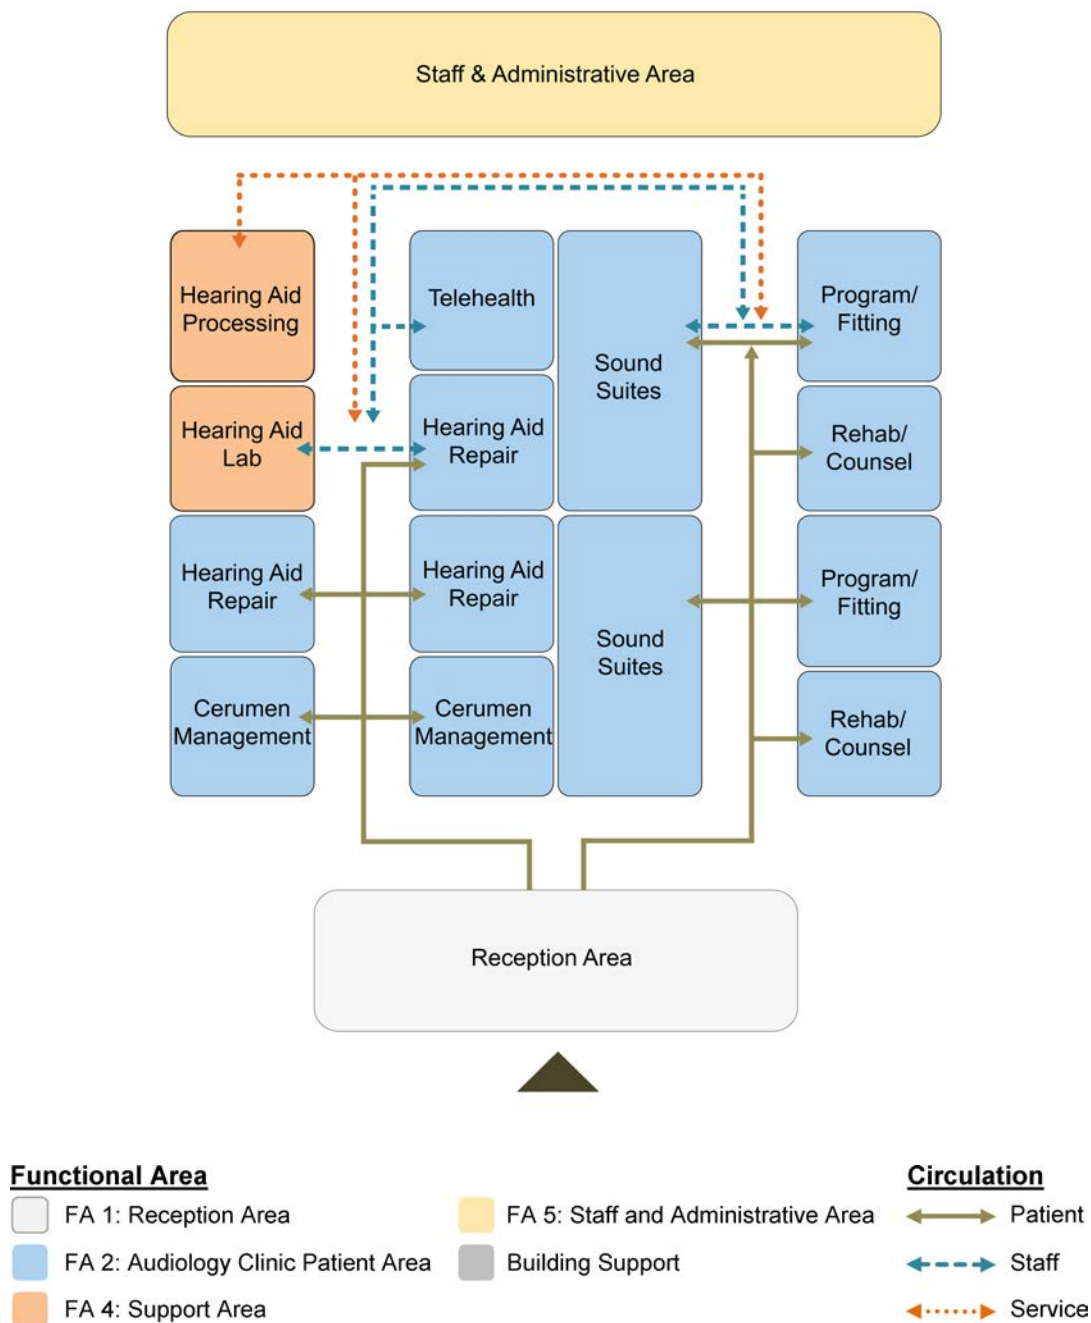 Staff & Administrative Area
Hearing Aid
Processing
Telehealth
Sound
Suites
Program/
Fitting
Hearing Aid
Lab
Hearing Aid
Repair
Rehab/
Counsel
Hearing Aid
Repair
Hearing Aid
Repair
Sound
Suites
Program/
Fitting
Cerumen
Management
Cerumen
Management
Rehab/
Counsel
Reception Area
Functional Area
FA 1: Reception Area
FA 2: Audiology Clinic Patient Area
FA 4: Support Area
FA 5: Staff and Administrative Area
Building Support
Circulation
Patient
Staff
Service